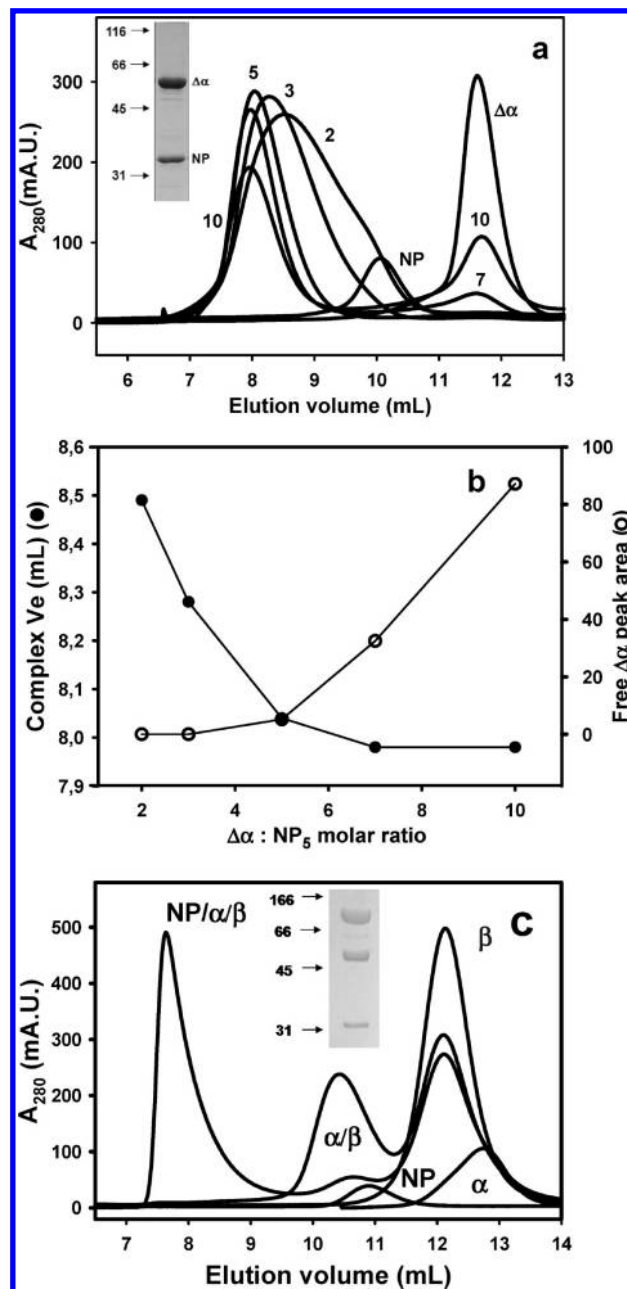 a
116
66
45
31
Δα
NP
5
3
2
10
NP
Δα
10
7
300
200
100
0
A280(mA.U.)
6 7 8 9 10 11 12 13
Elution volume (mL)
b
8,6
8,5
8,4
8,3
8,2
8,1
8,0
7,9
Complex Ve (mL) (●)
100
80
60
40
20
0
Free Δα peak area (O)
2 4 6 8 10
Δα : NP5 molar ratio
c
166
66
45
31
NP/α/β
α/β
β
NP
α
500
400
300
200
100
0
A280 (mA.U.)
7 8 9 10 11 12 13 14
Elution volume (mL)